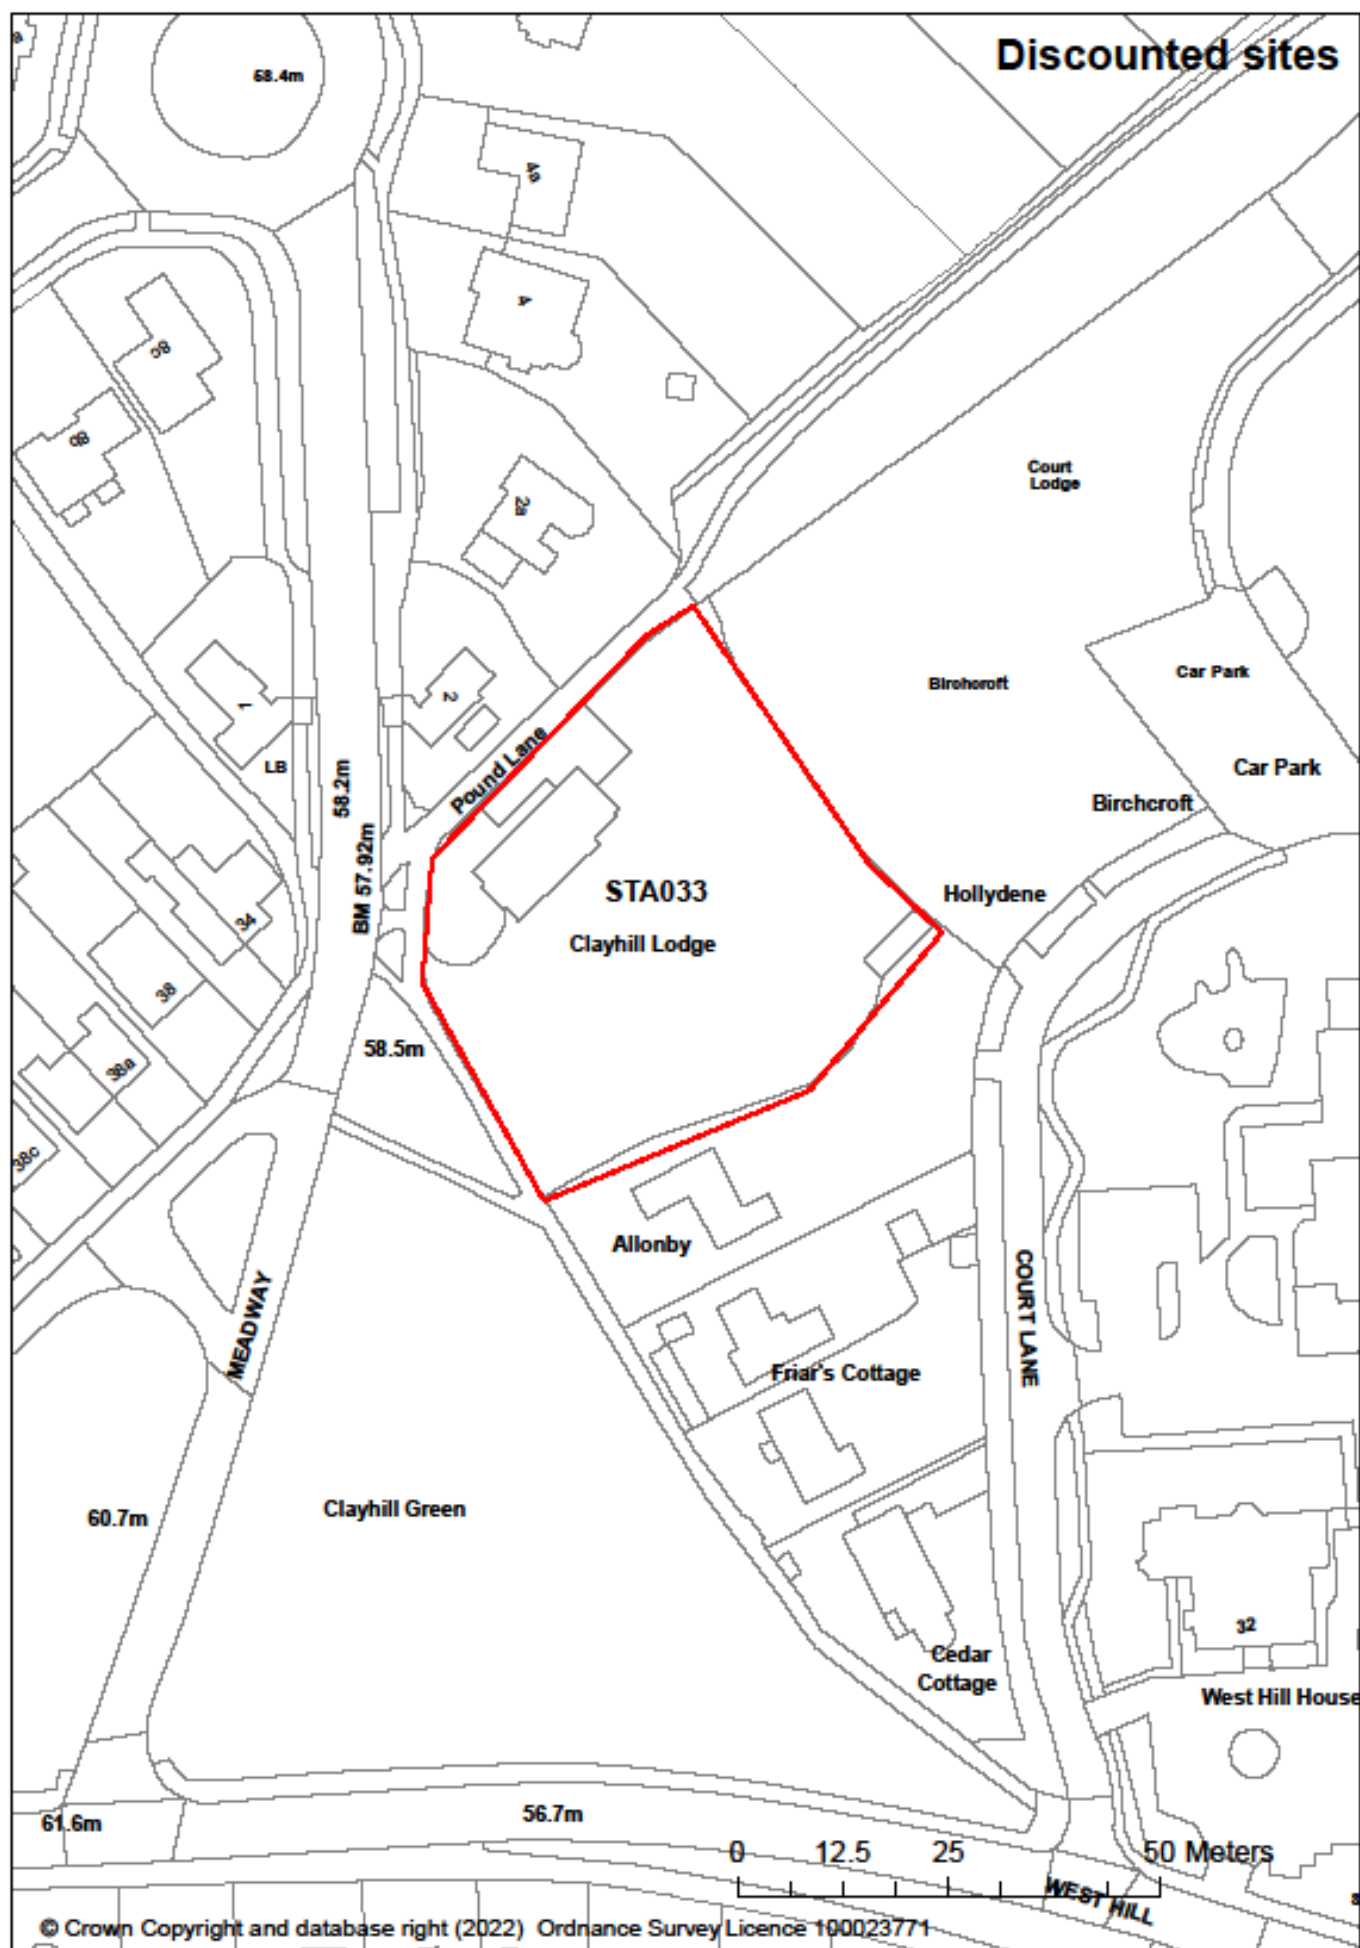 Discounted sites
58.4m
4a
4
8c
8b
Court
Lodge
2a
Car Park
Birchcroft
2
1
Pound Lane
LB
58.2m
Car Park
Birchcroft
BM 57.92m
STA033
Hollydene
34
Clayhill Lodge
38
58.5m
38a
38c
Allonby
MEADWAY
COURT LANE
Friar's Cottage
60.7m
Clayhill Green
32
Cedar
Cottage
West Hill House
61.6m
56.7m
0 12.5 25 50 Meters
WEST HILL
© Crown Copyright and database right (2022) Ordnance Survey Licence 100023771